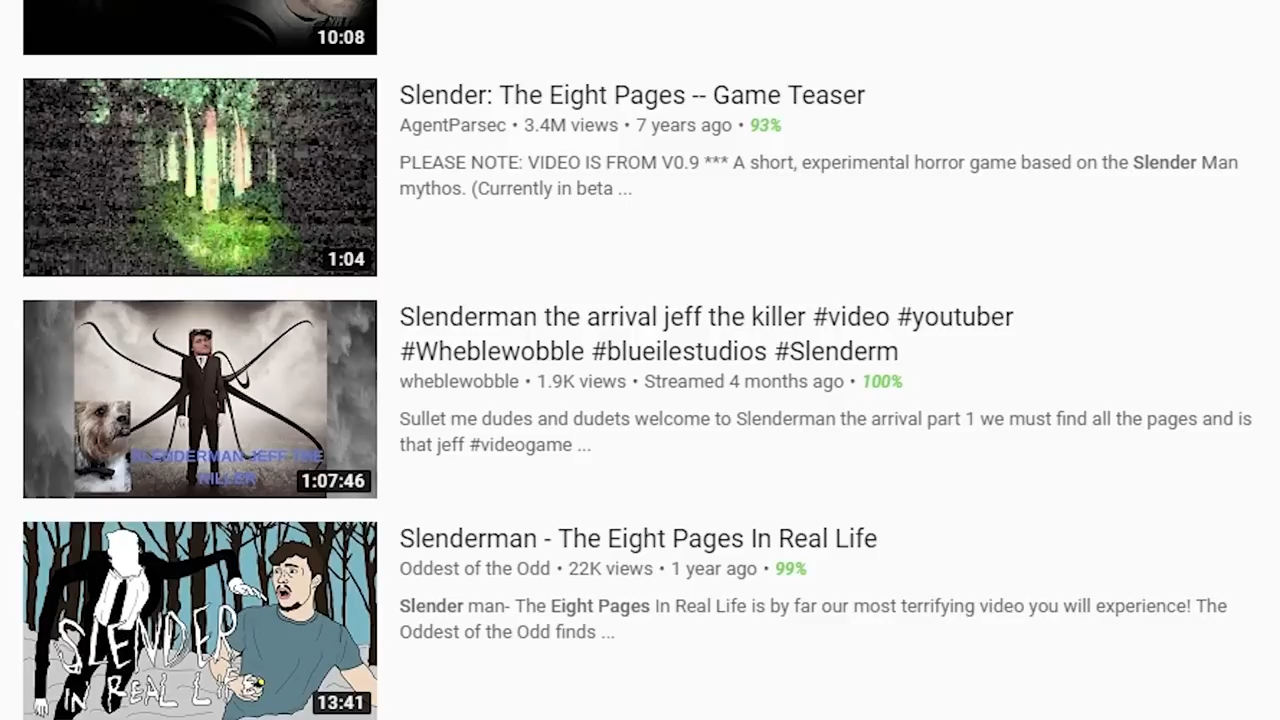 10:08
Slender: The Eight Pages -- Game Teaser
AgentParsec • 3.4M views • 7 years ago • 93%
PLEASE NOTE: VIDEO IS FROM V0.9 *** A short, experimental horror game based on the Slender Man
mythos. (Currently in beta ...
1:04
Slenderman the arrival jeff the killer #video #youtuber
#Wheblewobble #blueilestudios #Slenderm
wheblewobble • 1.9K views • Streamed 4 months ago • 100%
Sullet me dudes and dudets welcome to Slenderman the arrival part 1 we must find all the pages and is
that jeff #videogame ...
SLENDERMAN JEFF THE
KILLER
1:07:46
Slenderman - The Eight Pages In Real Life
Oddest of the Odd • 22K views • 1 year ago • 99%
Slender man- The Eight Pages In Real Life is by far our most terrifying video you will experience! The
Oddest of the Odd finds ...
SLENDER
IN REAL LIFE
13:41